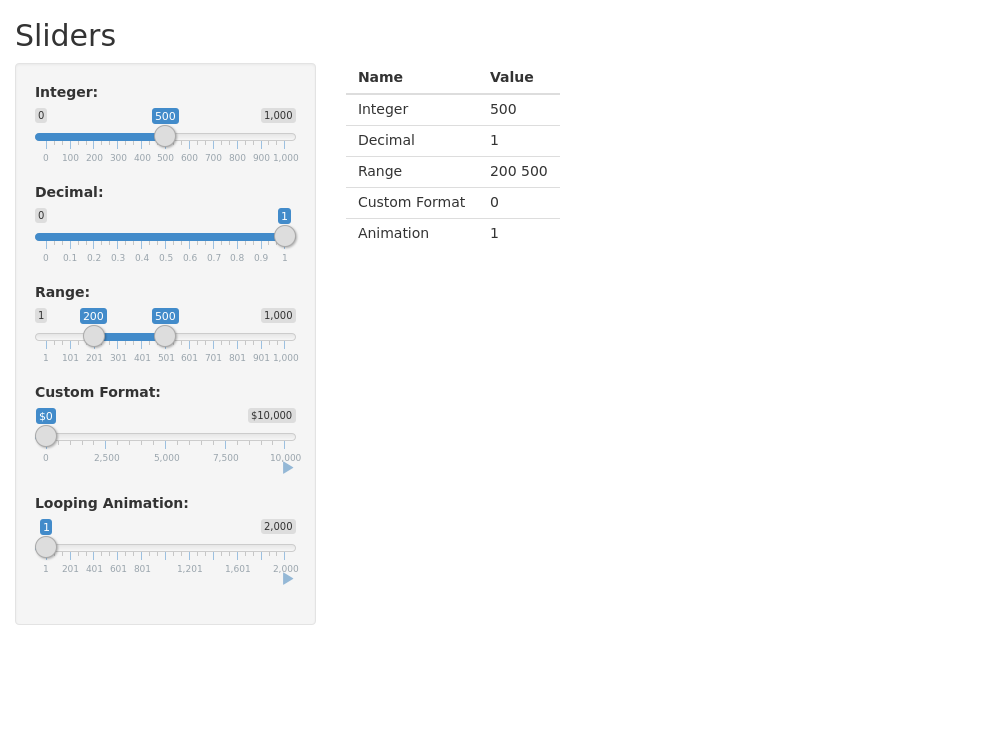 Sliders
Integer:
0 500 1,000
0 100 200 300 400 500 600 700 800 900 1,000
Decimal:
0 1
0 0.1 0.2 0.3 0.4 0.5 0.6 0.7 0.8 0.9 1
Range:
1 200 500 1,000
1 101 201 301 401 501 601 701 801 901 1,000
Custom Format:
$0 $10,000
0 2,500 5,000 7,500 10,000
Looping Animation:
1 2,000
1 201 401 601 801 1,201 1,601 2,000
Name Value
Integer 500
Decimal 1
Range 200 500
Custom Format 0
Animation 1